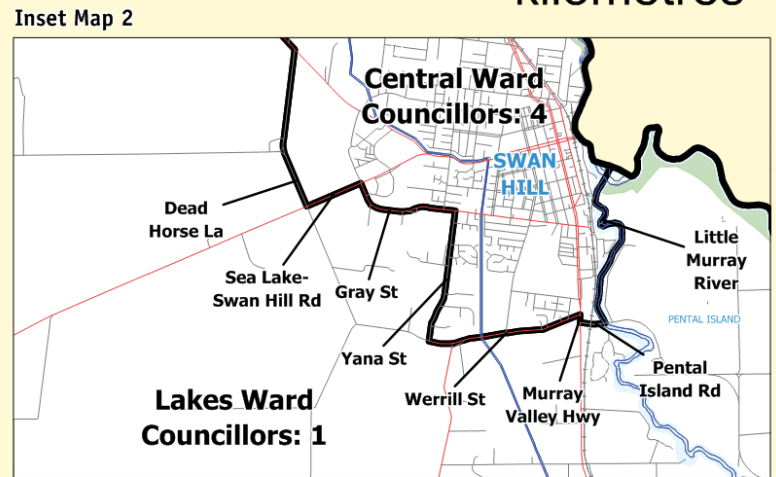 kilometres
Inset Map 2
Central Ward
Councillors: 4
SWAN
HILL
Dead
Horse La
Little
Murray
River
Sea Lake-
Swan Hill Rd
Gray St
PENTAL ISLAND
Yana St
Pental
Island Rd
Werrill St
Murray
Valley Hwy
Lakes Ward
Councillors: 1